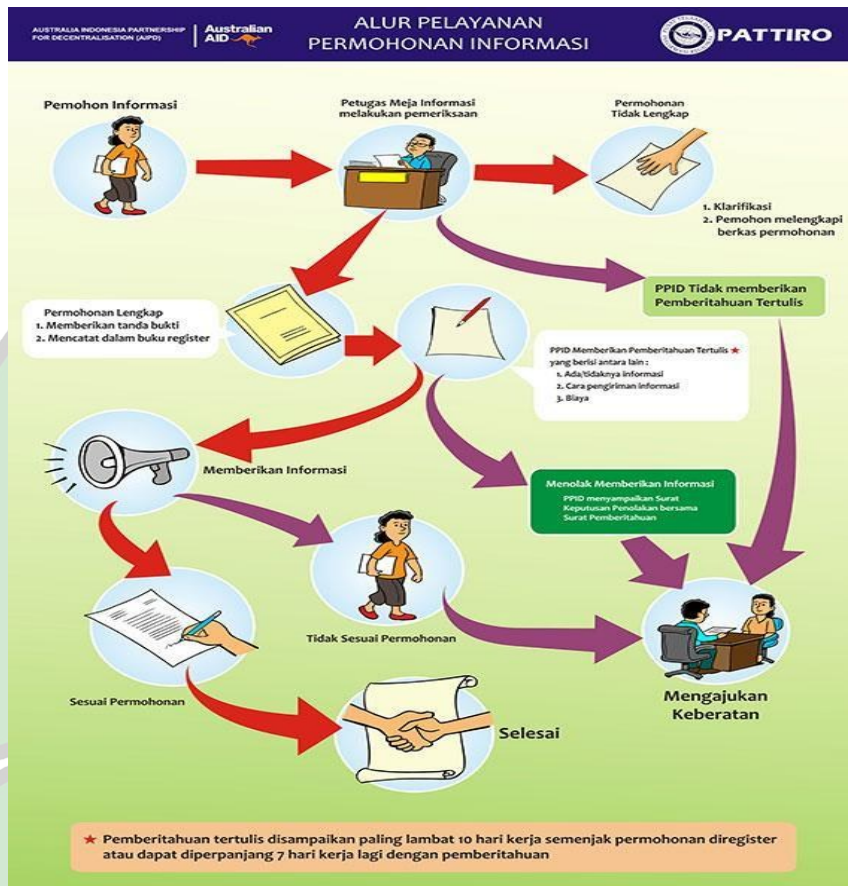 AUSTRALIA INDONESIA PARTNERSHIP
FOR DECENTRALISATION (AIPD)
Australian
AID
ALUR PELAYANAN
PERMOHONAN INFORMASI
PATTIRO
Pemohon Informasi
Petugas Meja Informasi
melakukan pemeriksaan
Permohonan
Tidak Lengkap
1. Klarifikasi
2. Pemohon melengkapi
berkas permohonan
PPID Tidak memberikan
Pemberitahuan Tertulis
Permohonan Lengkap
1. Memberikan tanda bukti
2. Mencatat dalam buku register
PPID Memberikan Pemberitahuan Tertulis ★
yang berisi antara lain :
1. Ada/tidaknya informasi
2. Cara pengiriman informasi
3. Biaya
Memberikan Informasi
Menolak Memberikan Informasi
PPID menyampaikan Surat
Keputusan Penolakan bersama
Surat Pemberitahuan
Tidak Sesuai Permohonan
Sesuai Permohonan
Mengajukan
Keberatan
Selesai
★ Pemberitahuan tertulis disampaikan paling lambat 10 hari kerja semenjak permohonan diregister
atau dapat diperpanjang 7 hari kerja lagi dengan pemberitahuan